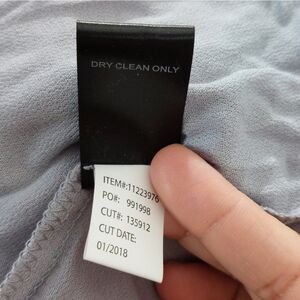 DRY CLEAN ONLY
ITEM#:11223976
PO#: 991998
CUT#: 135912
CUT DATE:
01/2018